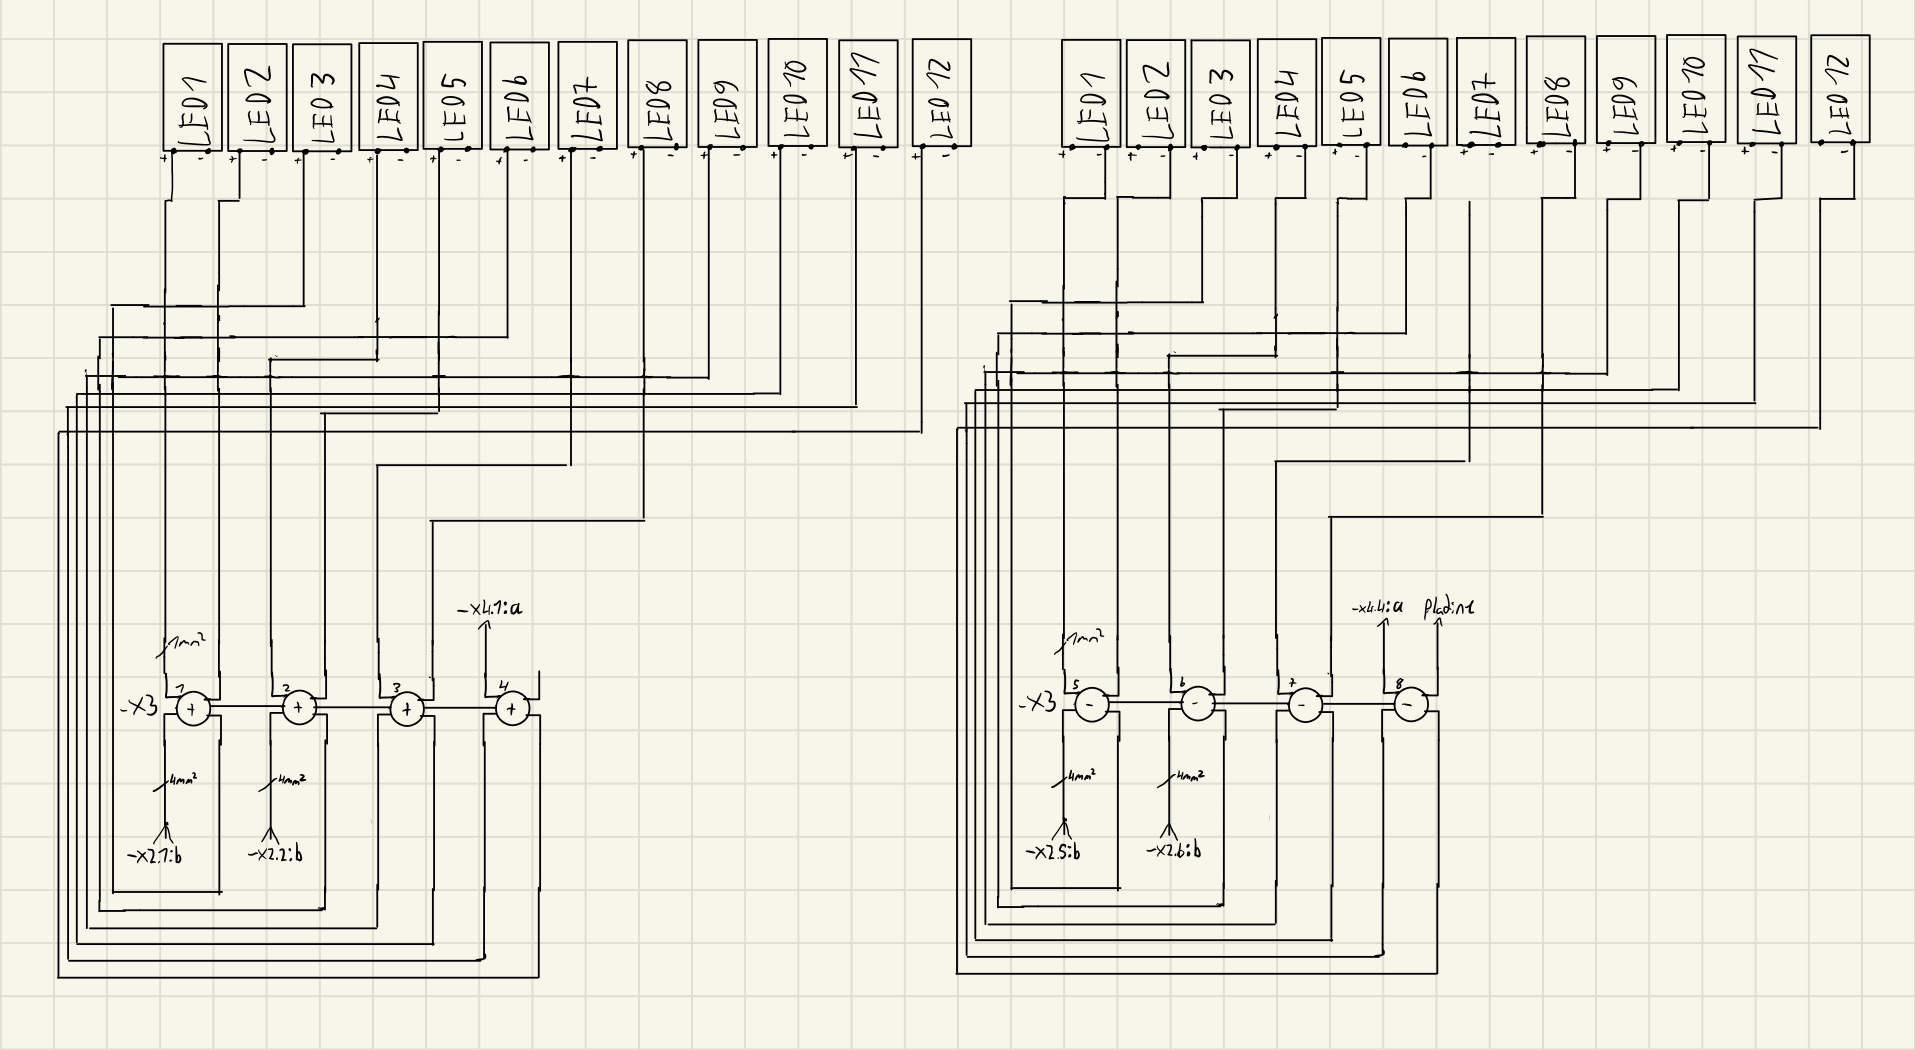 LED1 LED2 LED3 LED4 LED5 LED6 LED7 LED8 LED9 LED10 LED11 LED12
+ - + - + - + - + - + - + - + - + - + - + - + -
LED1 LED2 LED3 LED4 LED5 LED6 LED7 LED8 LED9 LED10 LED11 LED12
+ - + - + - + - + - + - + - + - + - + - + - + -
-X4.1:a
1mm²
-X3
1 2 3 4
+ + + +
4mm² 4mm²
-X2.1:b -X2.2:b
-X4.4:a Pladine
1mm²
-X3
5 6 7 8
- - - -
4mm² 4mm²
-X2.5:b -X2.6:b